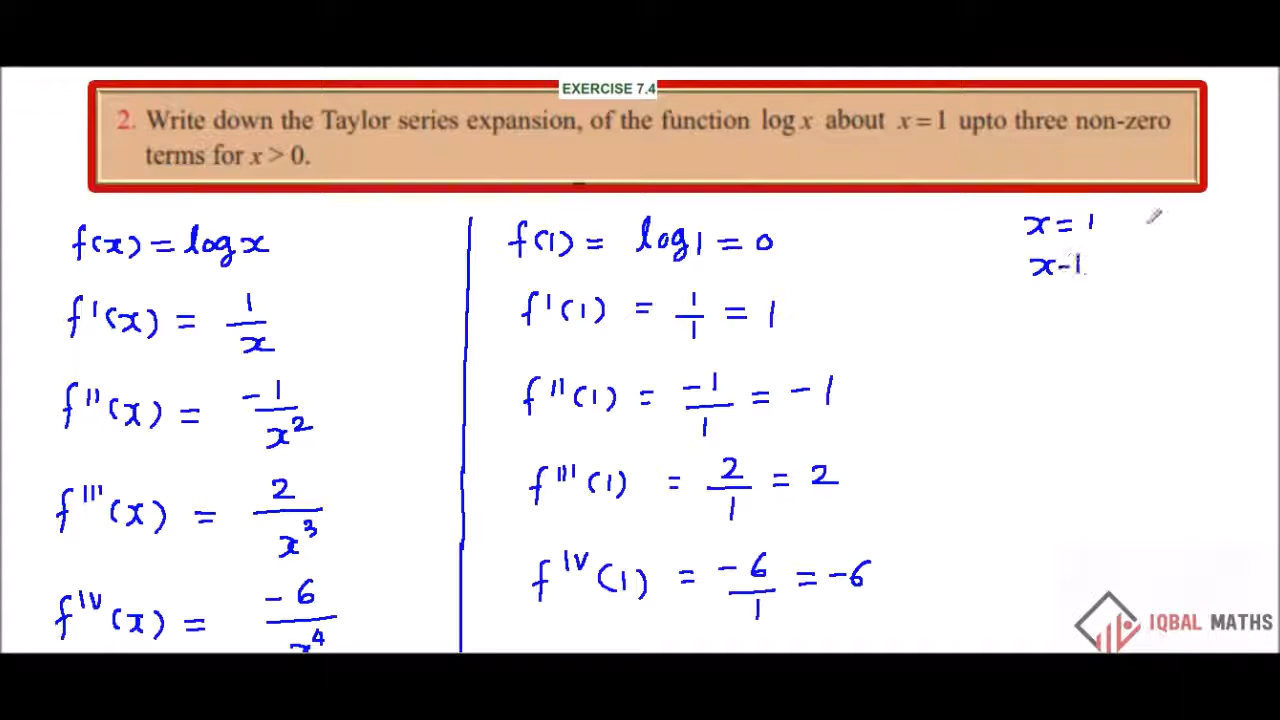 EXERCISE 7.4
2. Write down the Taylor series expansion, of the function log x about x = 1 upto three non-zero
terms for x > 0.
f(x) = log x
f'(x) = 1/x
f''(x) = -1/x²
f'''(x) = 2/x³
f^IV(x) = -6/x⁴
f(1) = log 1 = 0
f'(1) = 1/1 = 1
f''(1) = -1/1 = -1
f'''(1) = 2/1 = 2
f^IV(1) = -6/1 = -6
x = 1
x-1
IQBAL MATHS